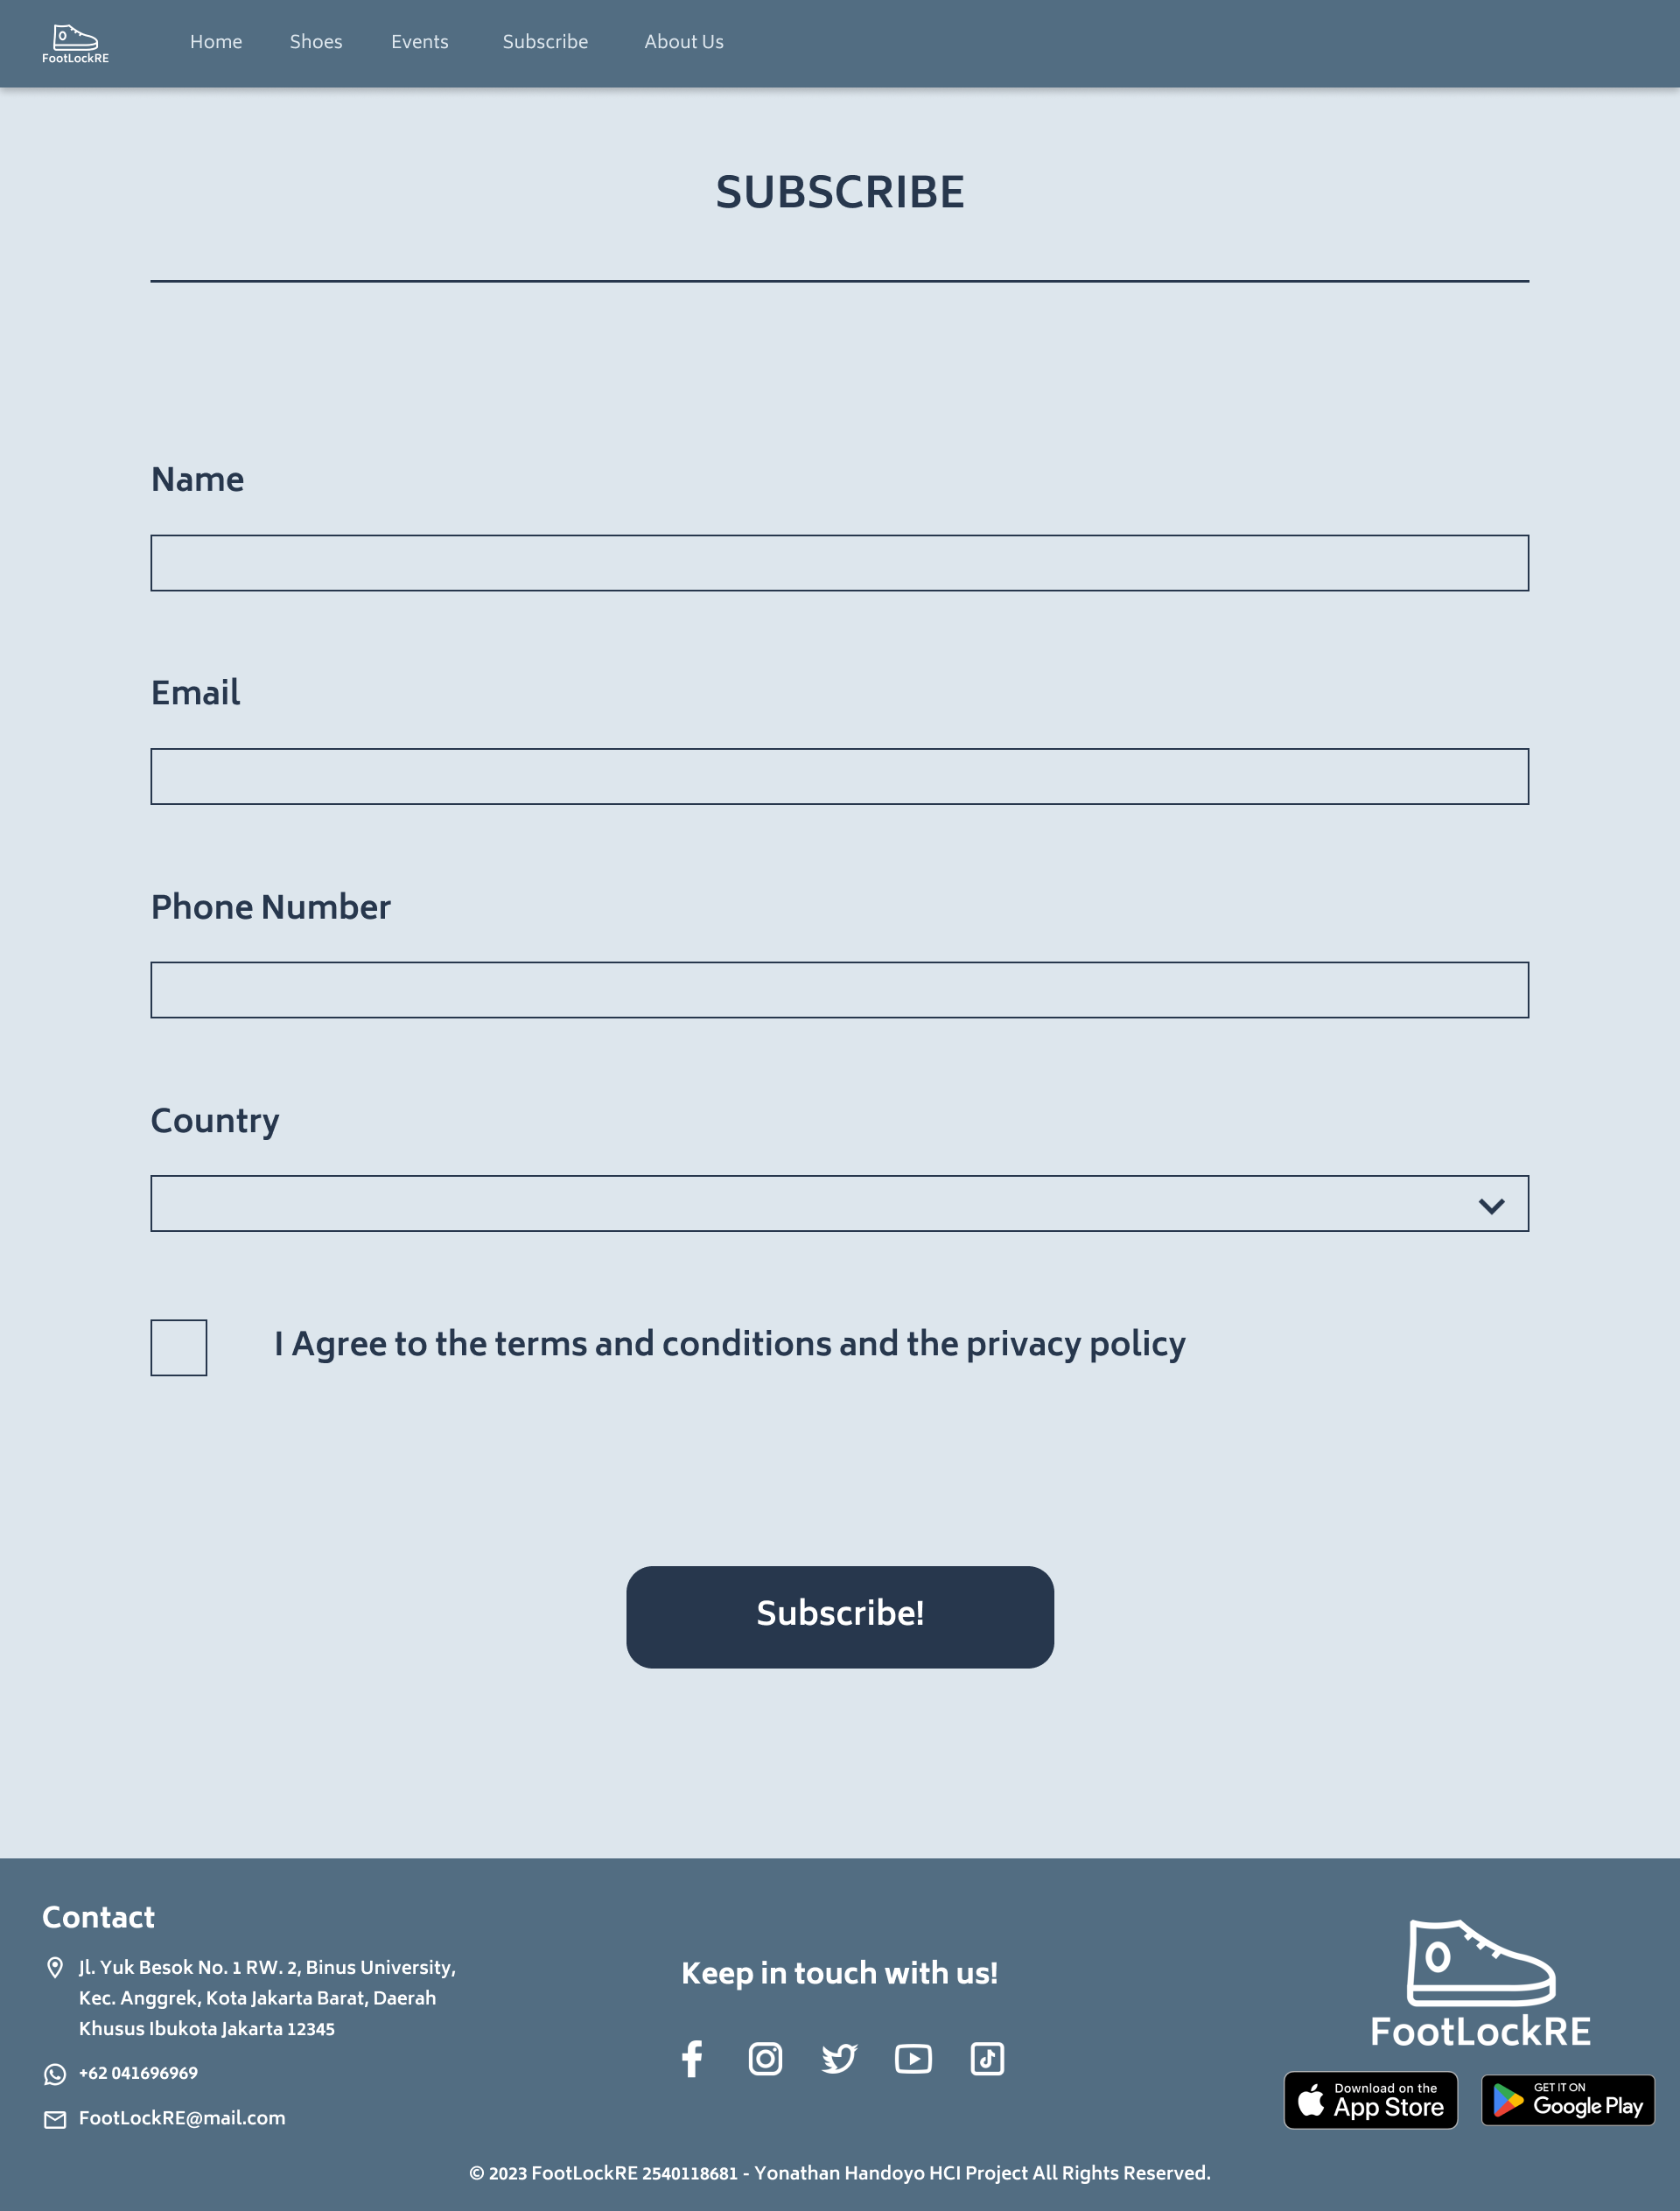 FootLockRE
Home
Shoes
Events
Subscribe
About Us
SUBSCRIBE
Name
Email
Phone Number
Country
I Agree to the terms and conditions and the privacy policy
Subscribe!
Contact
Jl. Yuk Besok No. 1 RW. 2, Binus University,
Kec. Anggrek, Kota Jakarta Barat, Daerah
Khusus Ibukota Jakarta 12345
+62 041696969
FootLockRE@mail.com
Keep in touch with us!
FootLockRE
Download on the
App Store
GET IT ON
Google Play
© 2023 FootLockRE 2540118681 - Yonathan Handoyo HCI Project All Rights Reserved.